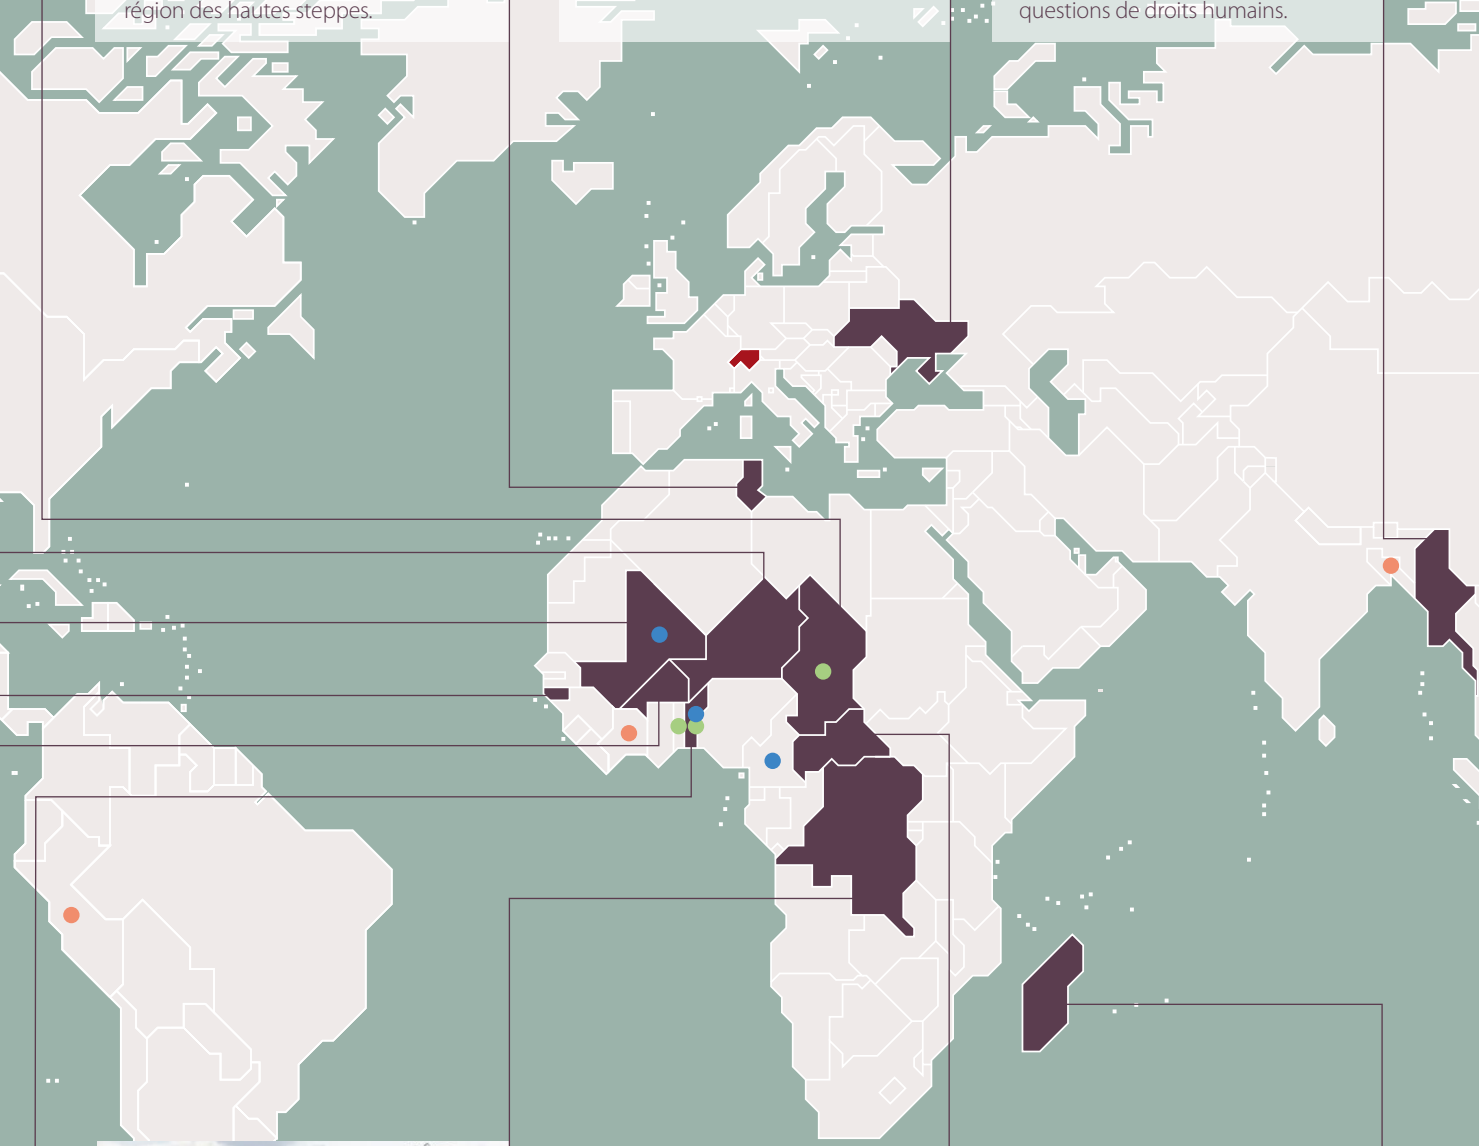 région des hautes steppes.
questions de droits humains.